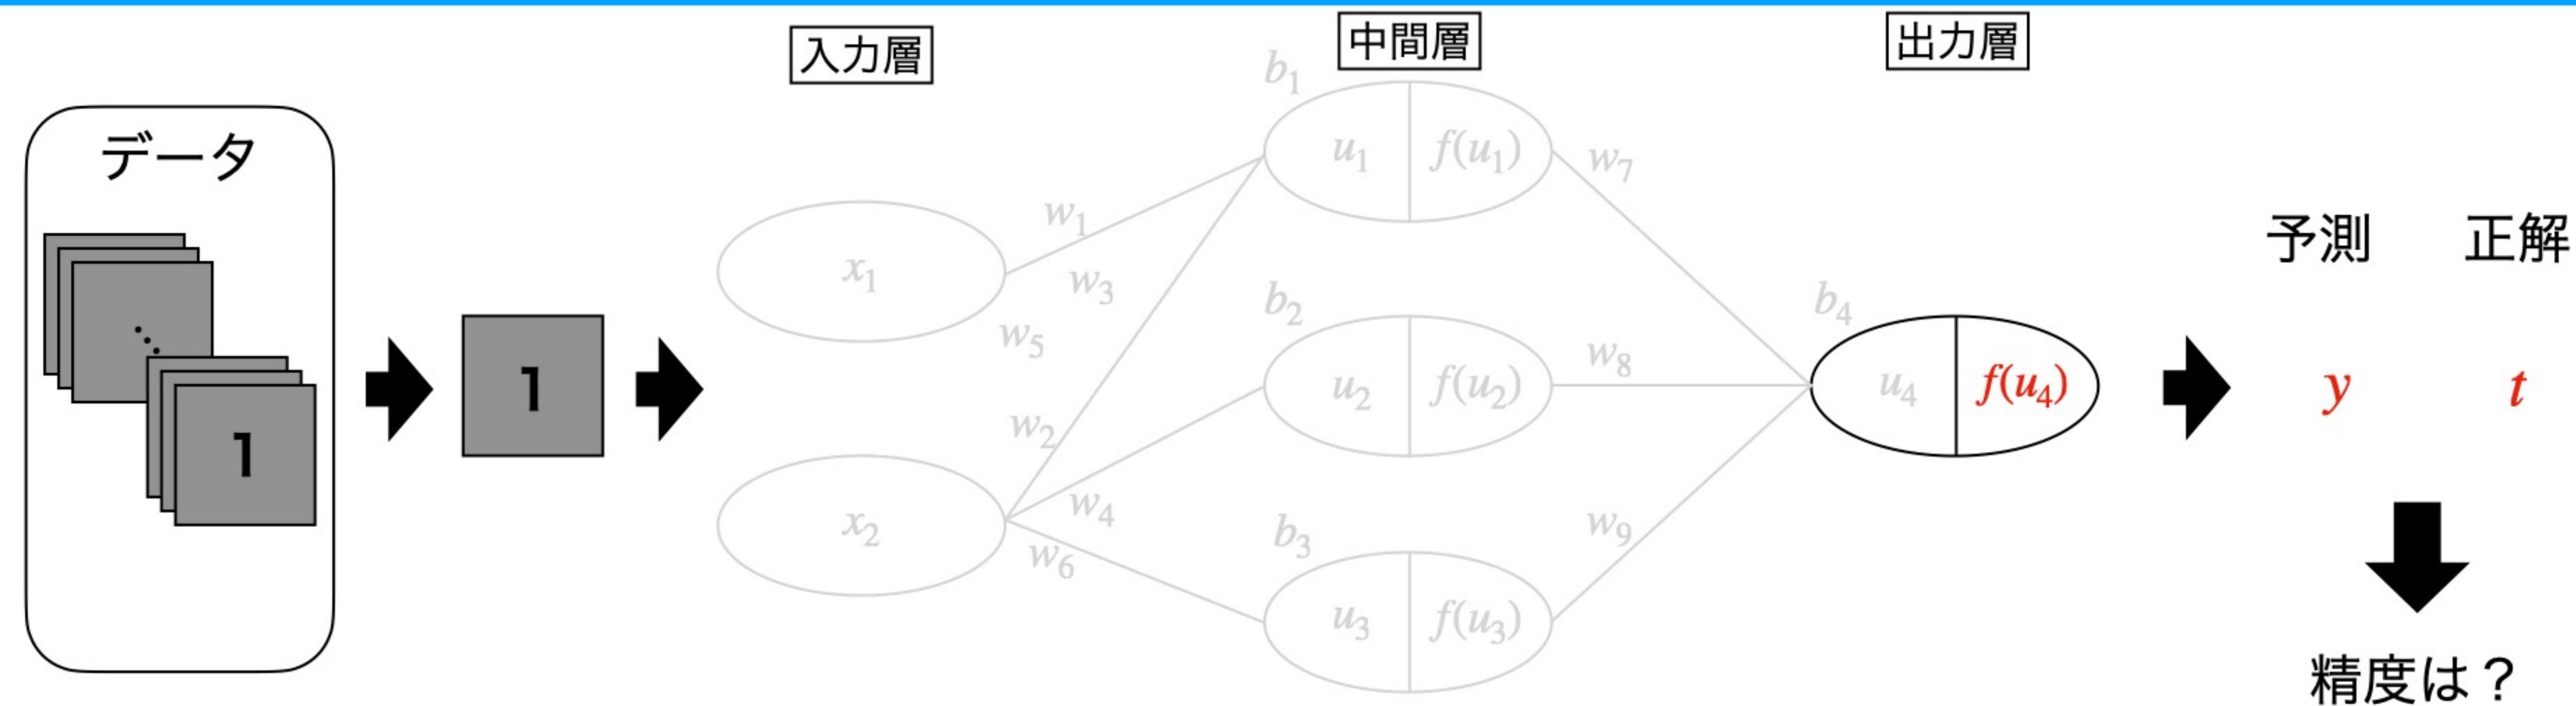 入力層
中間層
出力層
データ
1
1
x₁
x₂
w₁
w₃
w₅
w₂
w₄
w₆
b₁
u₁ f(u₁)
b₂
u₂ f(u₂)
b₃
u₃ f(u₃)
w₇
w₈
w₉
b₄
u₄ f(u₄)
予測 正解
y t
精度は？